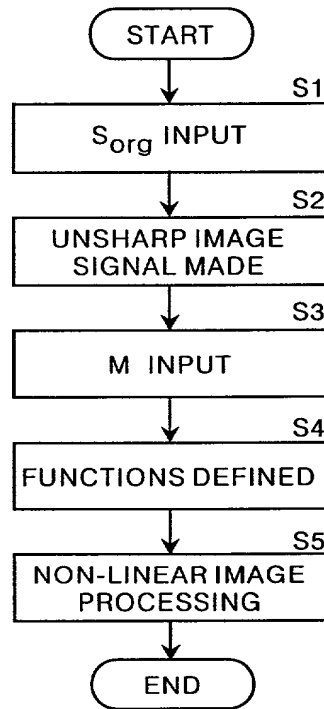 START
S1
Sorg INPUT
S2
UNSHARP IMAGE
SIGNAL MADE
S3
M INPUT
S4
FUNCTIONS DEFINED
S5
NON-LINEAR IMAGE
PROCESSING
END